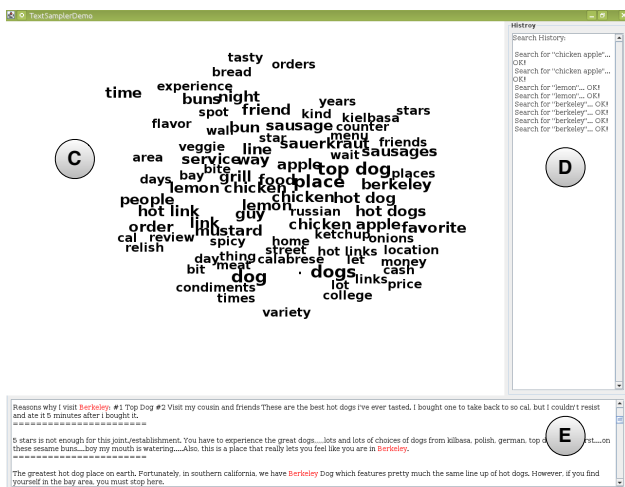 TextSamplerDemo
Histroy
tasty
orders
bread
experience
time
buns
night
years
spot
friend
kind
kielbasa
stars
flavor
wall
bun
sausage
counter
star
menu
veggie
line
sauerkraut
friends
area
service
way
apple
wait
sausages
bite
top dog
places
days
bay
grill
food
place
berkeley
lemon chicken
people
chicken
hot dog
hot link
lemon
guy
russian
hot dogs
order
link
mustard
chicken apple
favorite
cal
review
spicy
home
ketchup
onions
relish
street
hot links
location
day
thing
calabrese
let
money
bit
meat
dog
dogs
cash
condiments
lot
links
price
times
college
variety
C
Search History:
Search for "chicken apple"...
OK!
Search for "chicken apple"...
OK!
Search for "lemon"... OK!
Search for "lemon"... OK!
Search for "berkeley"... OK!
Search for "berkeley"... OK!
Search for "berkeley"... OK!
Search for "berkeley"... OK!
D
Reasons why I visit Berkeley: #1 Top Dog #2 Visit my cousin and friends These are the best hot dogs i've ever tasted. I bought one to take back to so cal. but I couldn't resist
and ate it 5 minutes after i bought it.
=======================
5 stars is not enough for this joint/establishment. You have to experience the great dogs.....lots and lots of choices of dogs from kilbasa, polish, german, top rst....on
these sesame buns....boy my mouth is watering.....Also, this is a place that really lets you feel like you are in Berkeley.
=======================
The greatest hot dog place on earth. Fortunately, in southern california, we have Berkeley Dog which features pretty much the same line up of hot dogs. However, if you find
yourself in the bay area, you must stop here.
E